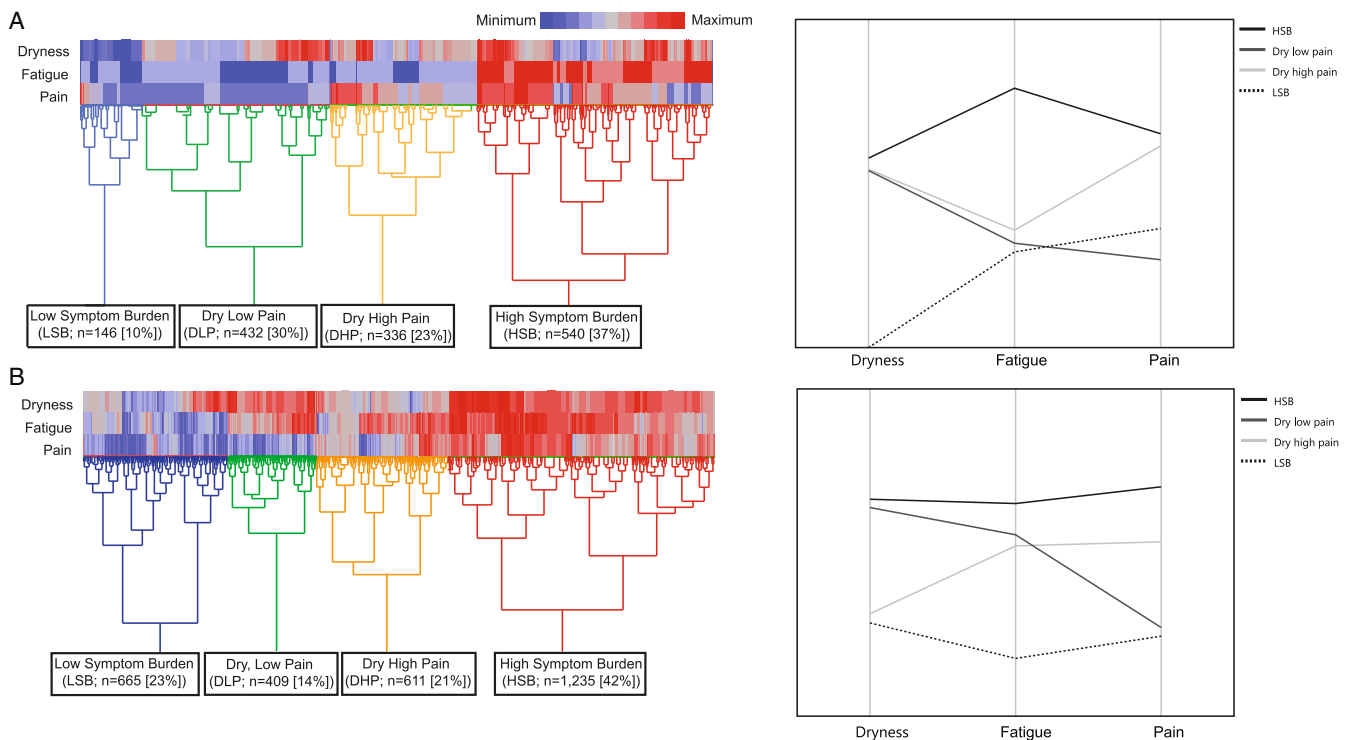 A
Minimum Maximum
Dryness
Fatigue
Pain
Low Symptom Burden
(LSB; n=146 [10%])
Dry Low Pain
(DLP; n=432 [30%])
Dry High Pain
(DHP; n=336 [23%])
High Symptom Burden
(HSB; n=540 [37%])
HSB
Dry low pain
Dry high pain
LSB
Dryness Fatigue Pain
B
Dryness
Fatigue
Pain
Low Symptom Burden
(LSB; n=665 [23%])
Dry, Low Pain
(DLP; n=409 [14%])
Dry High Pain
(DHP; n=611 [21%])
High Symptom Burden
(HSB; n=1,235 [42%])
HSB
Dry low pain
Dry high pain
LSB
Dryness Fatigue Pain